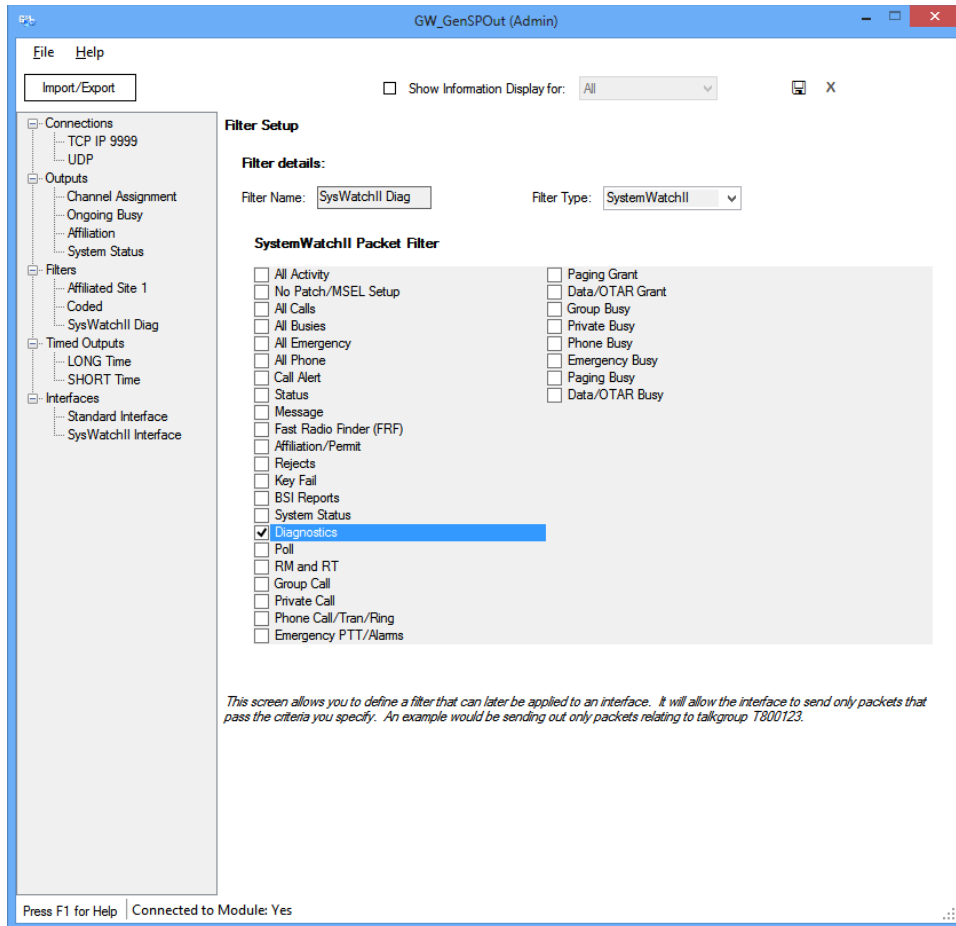 GW_GenSPOut (Admin)
File Help
Import/Export
Show Information Display for: All
X
Connections
TCP IP 9999
UDP
Outputs
Channel Assignment
Ongoing Busy
Affiliation
System Status
Filters
Affiliated Site 1
Coded
SysWatchII Diag
Timed Outputs
LONG Time
SHORT Time
Interfaces
Standard Interface
SysWatchII Interface
Filter Setup
Filter details:
Filter Name: SysWatchII Diag Filter Type: SystemWatchII
SystemWatchII Packet Filter
All Activity
No Patch/MSEL Setup
All Calls
All Busies
All Emergency
All Phone
Call Alert
Status
Message
Fast Radio Finder (FRF)
Affiliation/Permit
Rejects
Key Fail
BSI Reports
System Status
Diagnostics
Poll
RM and RT
Group Call
Private Call
Phone Call/Tran/Ring
Emergency PTT/Alarms
Paging Grant
Data/OTAR Grant
Group Busy
Private Busy
Phone Busy
Emergency Busy
Paging Busy
Data/OTAR Busy
This screen allows you to define a filter that can later be applied to an interface. It will allow the interface to send only packets that
pass the criteria you specify. An example would be sending out only packets relating to talkgroup T800123.
Press F1 for Help Connected to Module: Yes